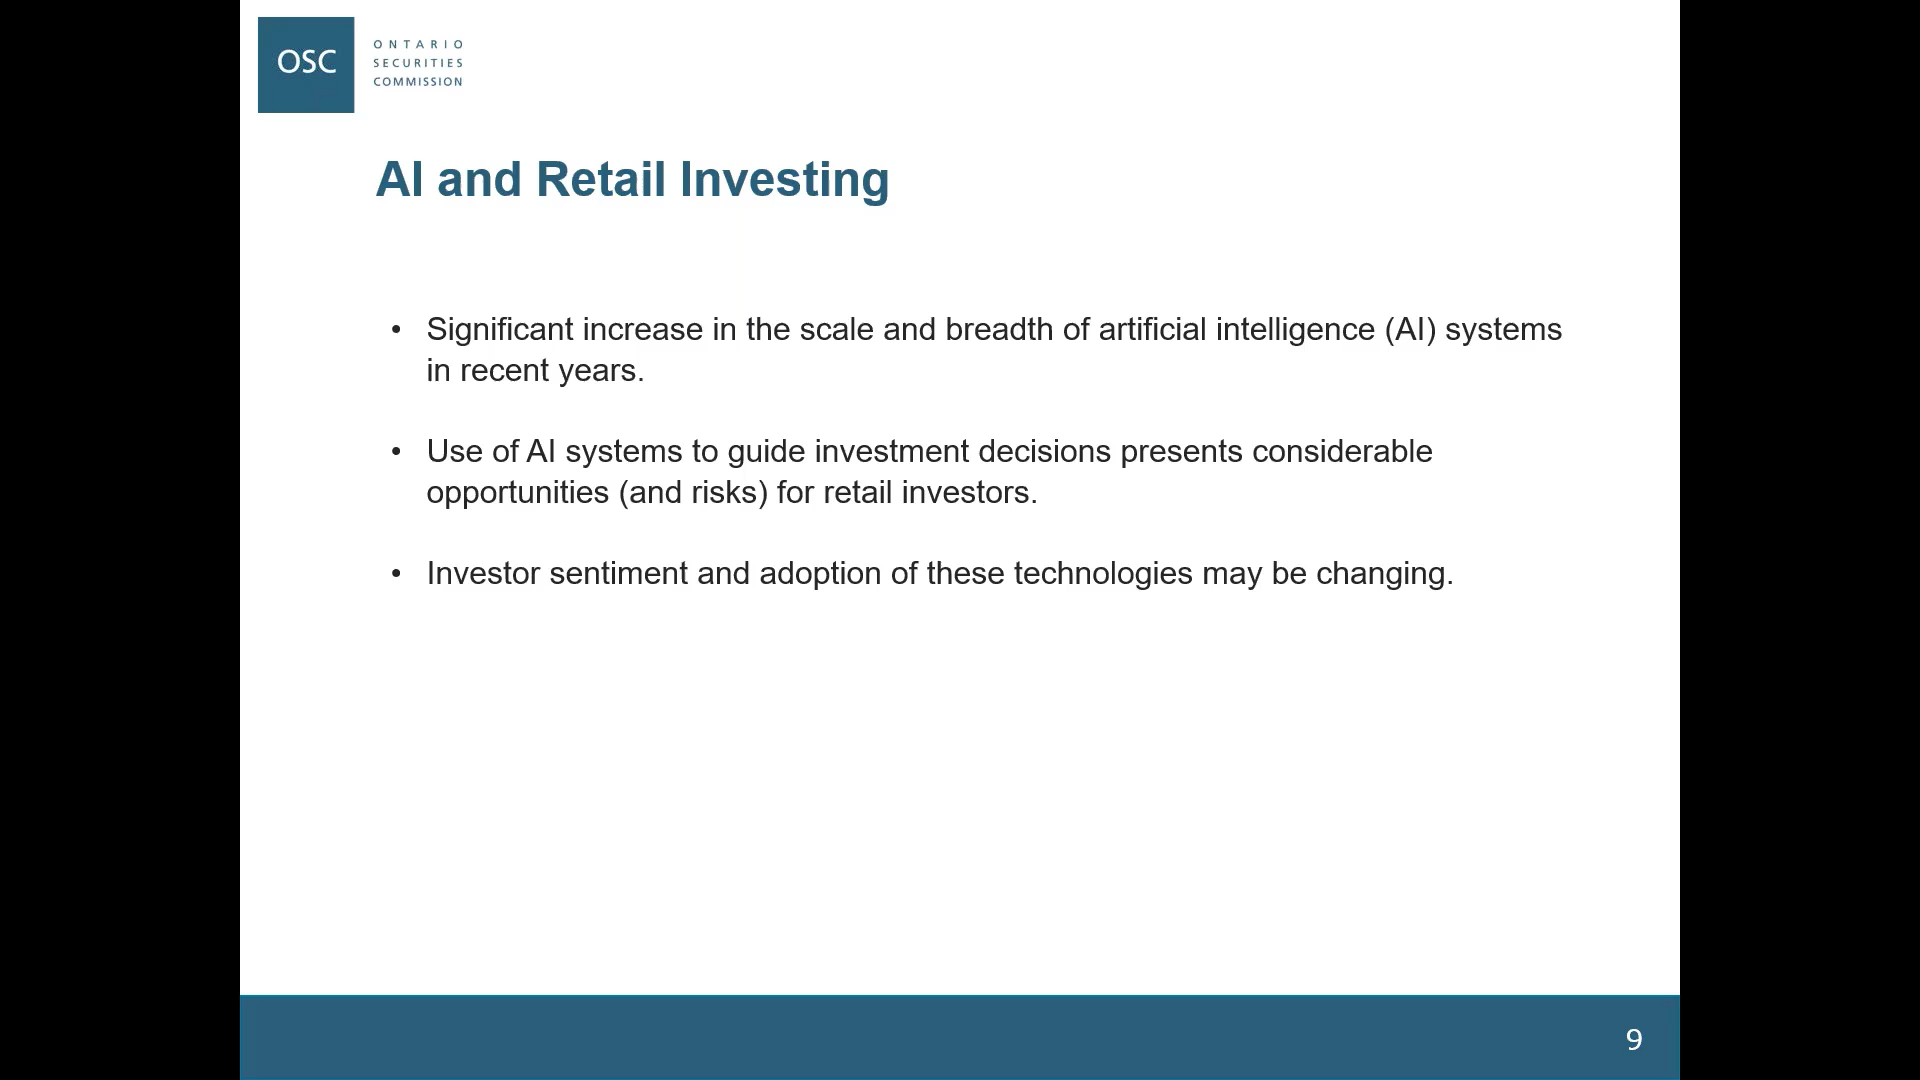 OSC
ONTARIO
SECURITIES
COMMISSION
AI and Retail Investing
• Significant increase in the scale and breadth of artificial intelligence (AI) systems
in recent years.
• Use of AI systems to guide investment decisions presents considerable
opportunities (and risks) for retail investors.
• Investor sentiment and adoption of these technologies may be changing.
9